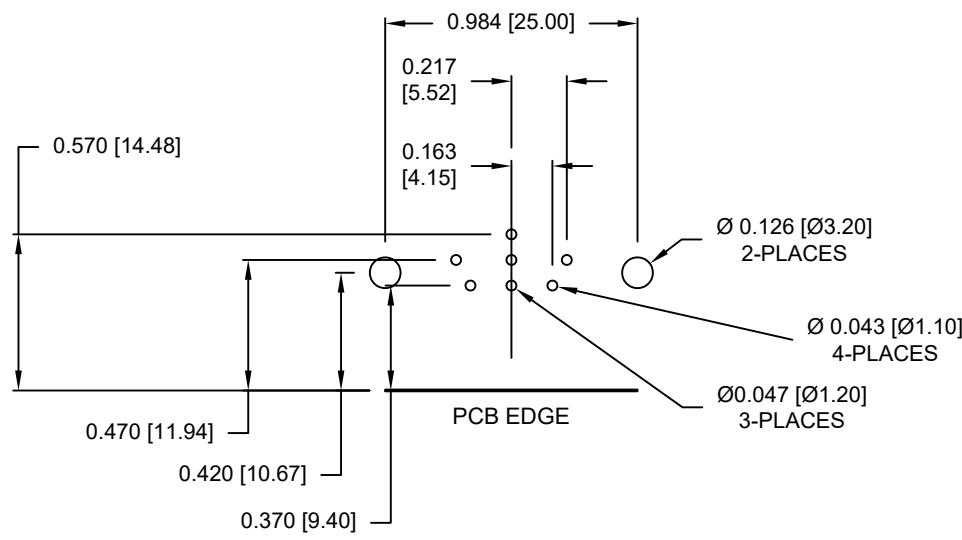 0.984 [25.00]
0.217
[5.52]
0.570 [14.48]
0.163
[4.15]
Ø 0.126 [Ø3.20]
2-PLACES
Ø 0.043 [Ø1.10]
4-PLACES
Ø0.047 [Ø1.20]
3-PLACES
PCB EDGE
0.470 [11.94]
0.420 [10.67]
0.370 [9.40]